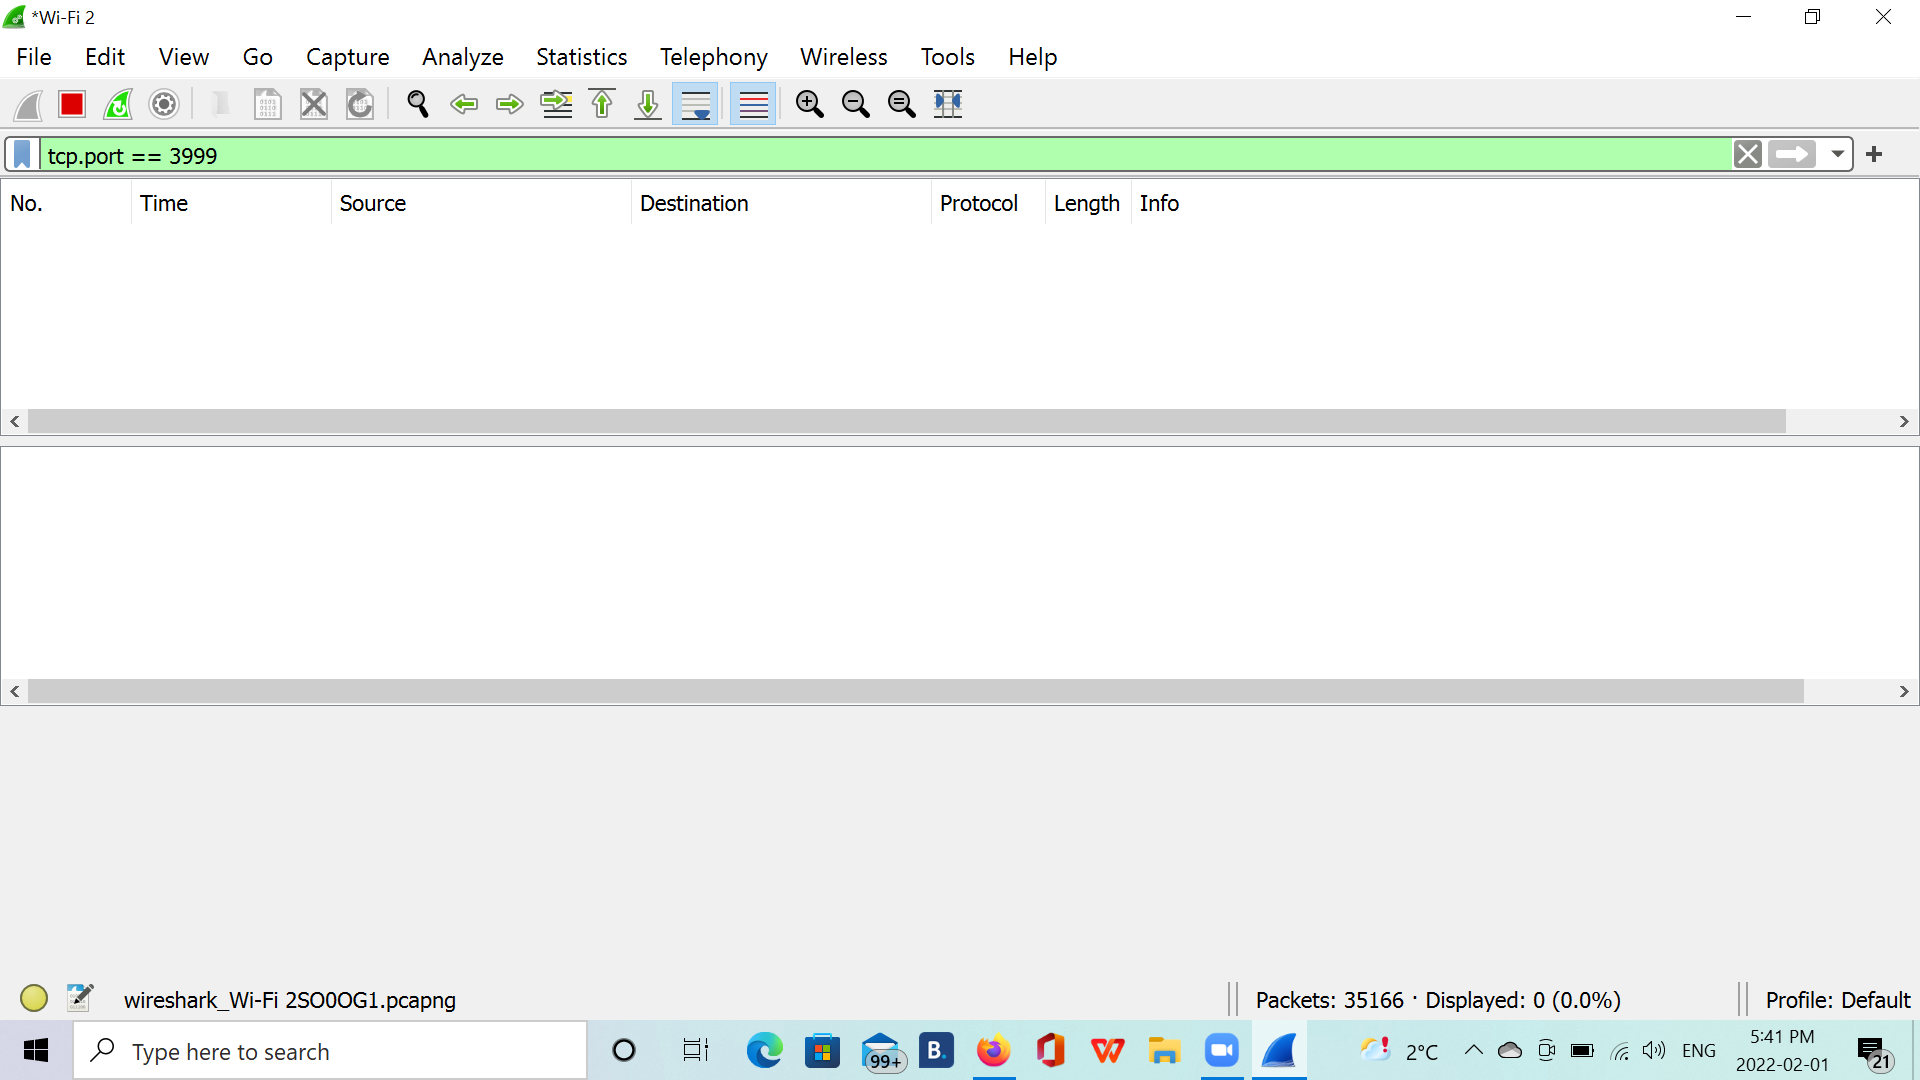 *Wi-Fi 2
File Edit View Go Capture Analyze Statistics Telephony Wireless Tools Help
tcp.port == 3999
No. Time Source Destination Protocol Length Info
wireshark_Wi-Fi 2SO0OG1.pcapng Packets: 35166 · Displayed: 0 (0.0%) Profile: Default
Type here to search 99+ B. 2°C ENG 5:41 PM
2022-02-01 21